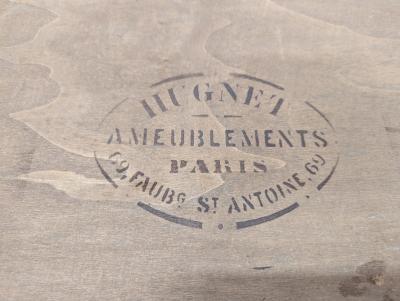 HUGNET
AMEUBLEMENTS
PARIS
69, FAUBG ST ANTOINE, 69